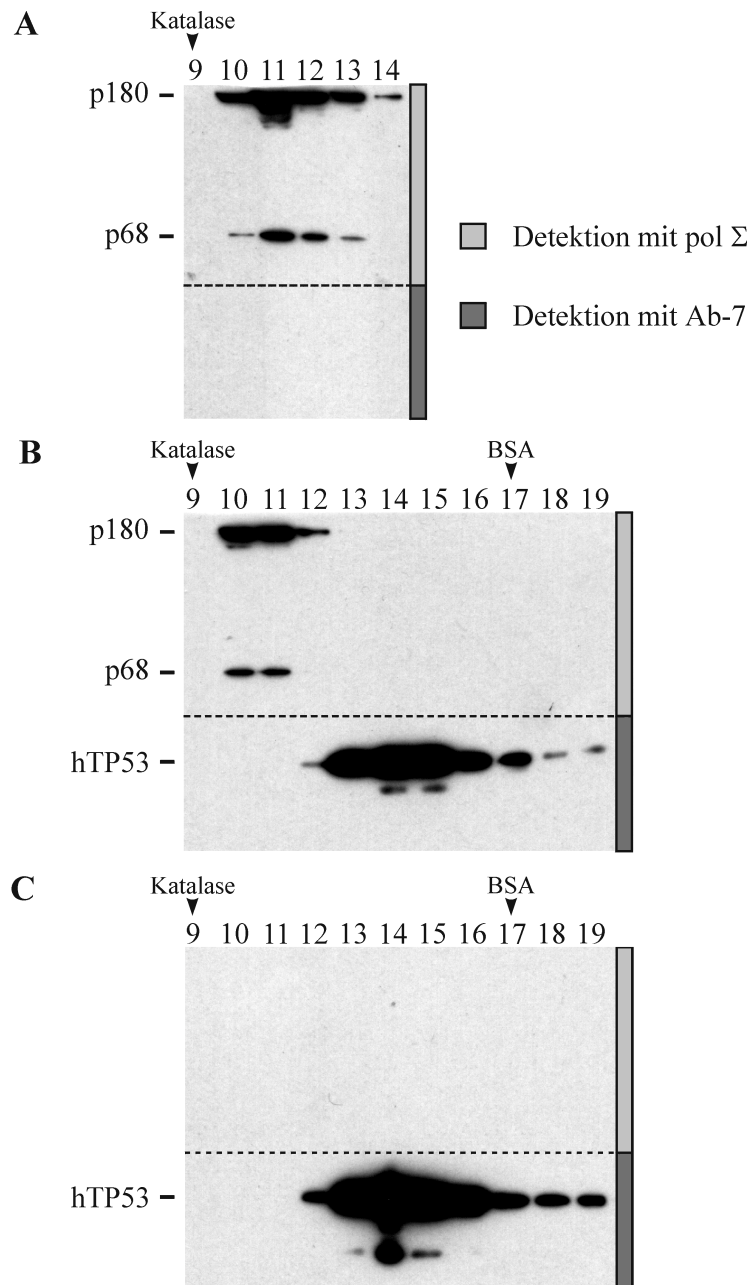 A
Katalase
9 10 11 12 13 14
p180
p68
Detektion mit pol Σ
Detektion mit Ab-7
B
Katalase BSA
9 10 11 12 13 14 15 16 17 18 19
p180
p68
hTP53
C
Katalase BSA
9 10 11 12 13 14 15 16 17 18 19
hTP53